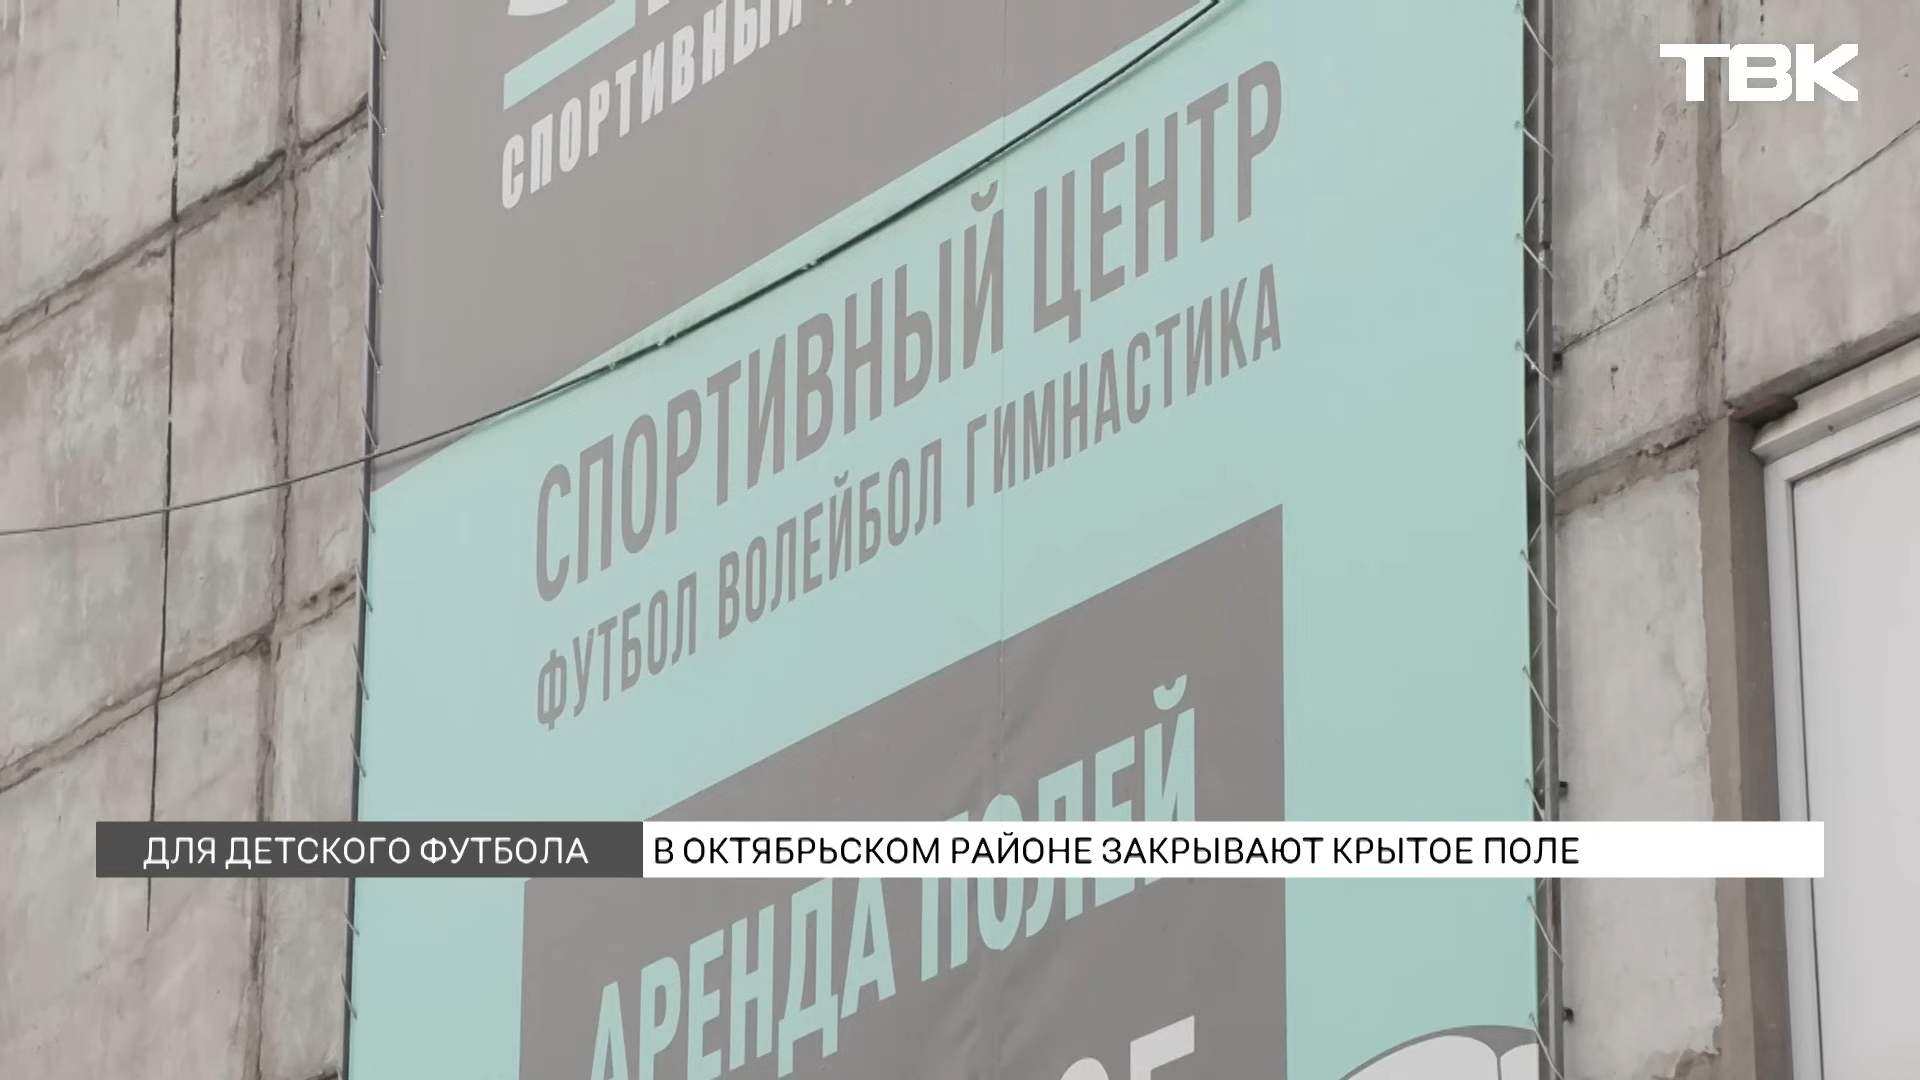 ТВК
СПОРТИВНЫЙ
СПОРТИВНЫЙ ЦЕНТР
ФУТБОЛ ВОЛЕЙБОЛ ГИМНАСТИКА
ДЛЯ ДЕТСКОГО ФУТБОЛА
В ОКТЯБРЬСКОМ РАЙОНЕ ЗАКРЫВАЮТ КРЫТОЕ ПОЛЕ
АРЕНДА ПОЛЕЙ